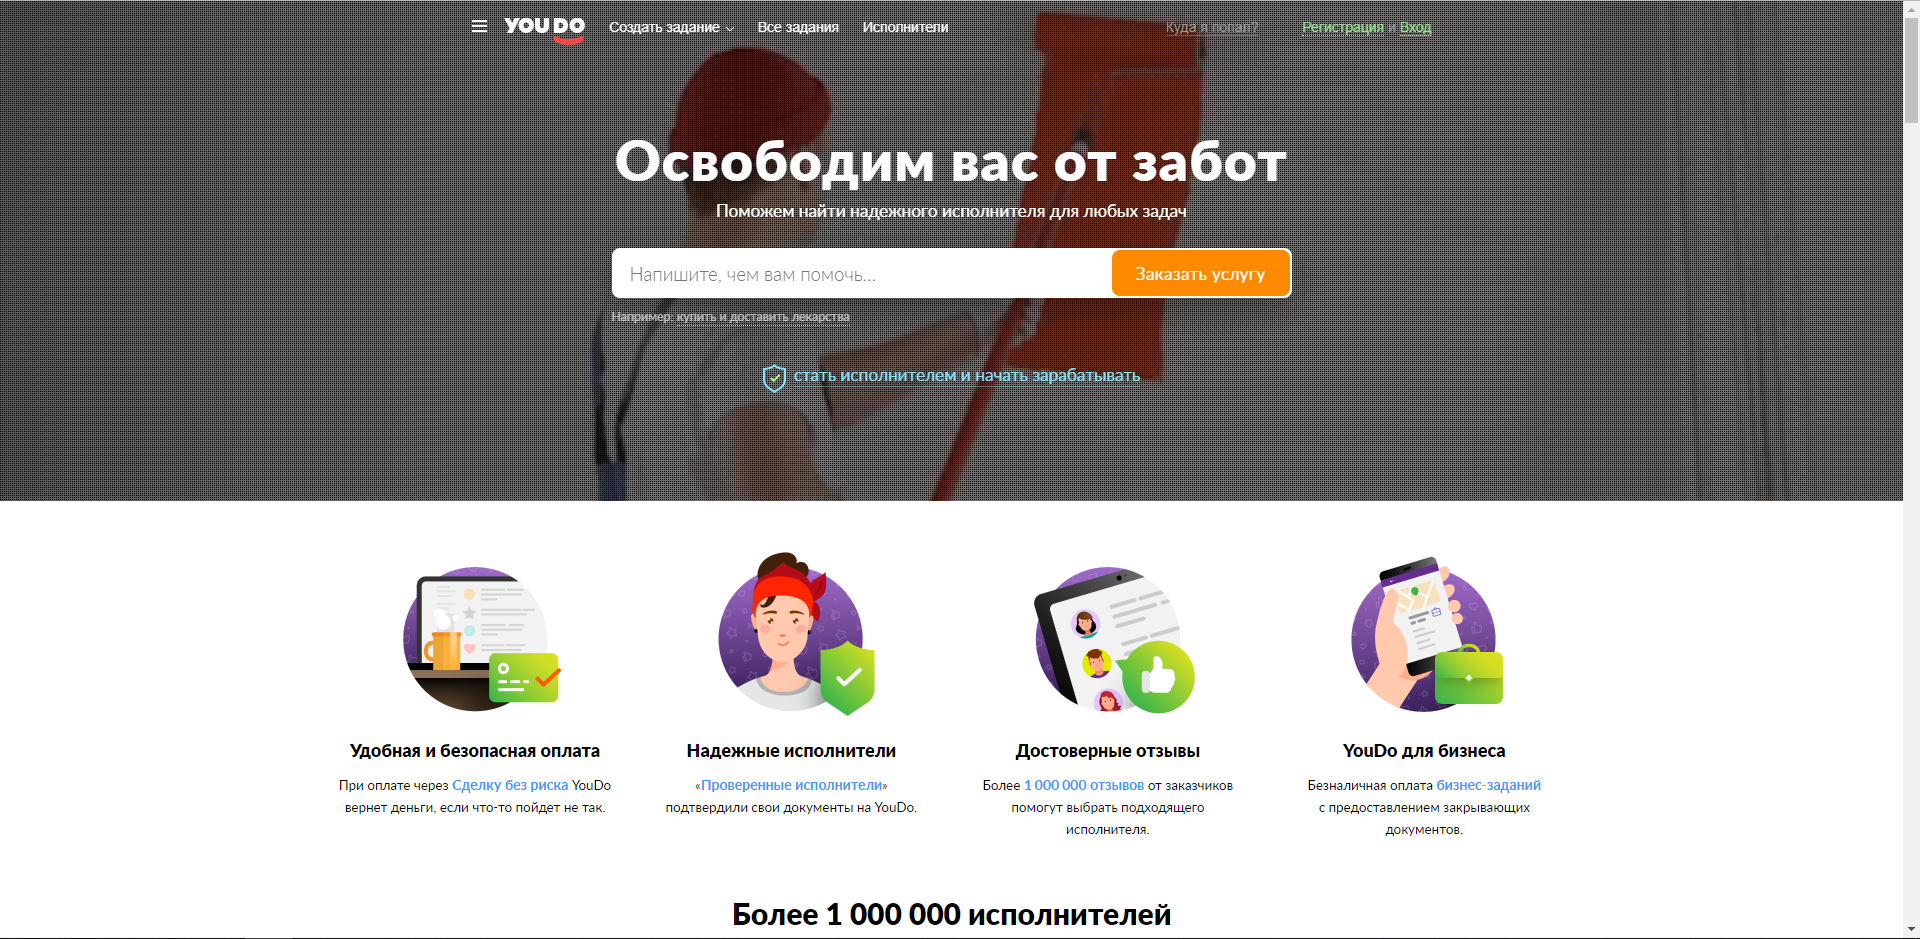 YOUDO Создать задание Все задания Исполнители Куда я попал? Регистрация и Вход
Освободим вас от забот
Поможем найти надежного исполнителя для любых задач
Напишите, чем вам помочь... Заказать услугу
Например: купить и доставить лекарства
стать исполнителем и начать зарабатывать
Удобная и безопасная оплата
При оплате через Сделку без риска YouDo
вернет деньги, если что-то пойдет не так.
Надежные исполнители
«Проверенные исполнители»
подтвердили свои документы на YouDo.
Достоверные отзывы
Более 1 000 000 отзывов от заказчиков
помогут выбрать подходящего
исполнителя.
YouDo для бизнеса
Безналичная оплата бизнес-заданий
с предоставлением закрывающих
документов.
Более 1 000 000 исполнителей